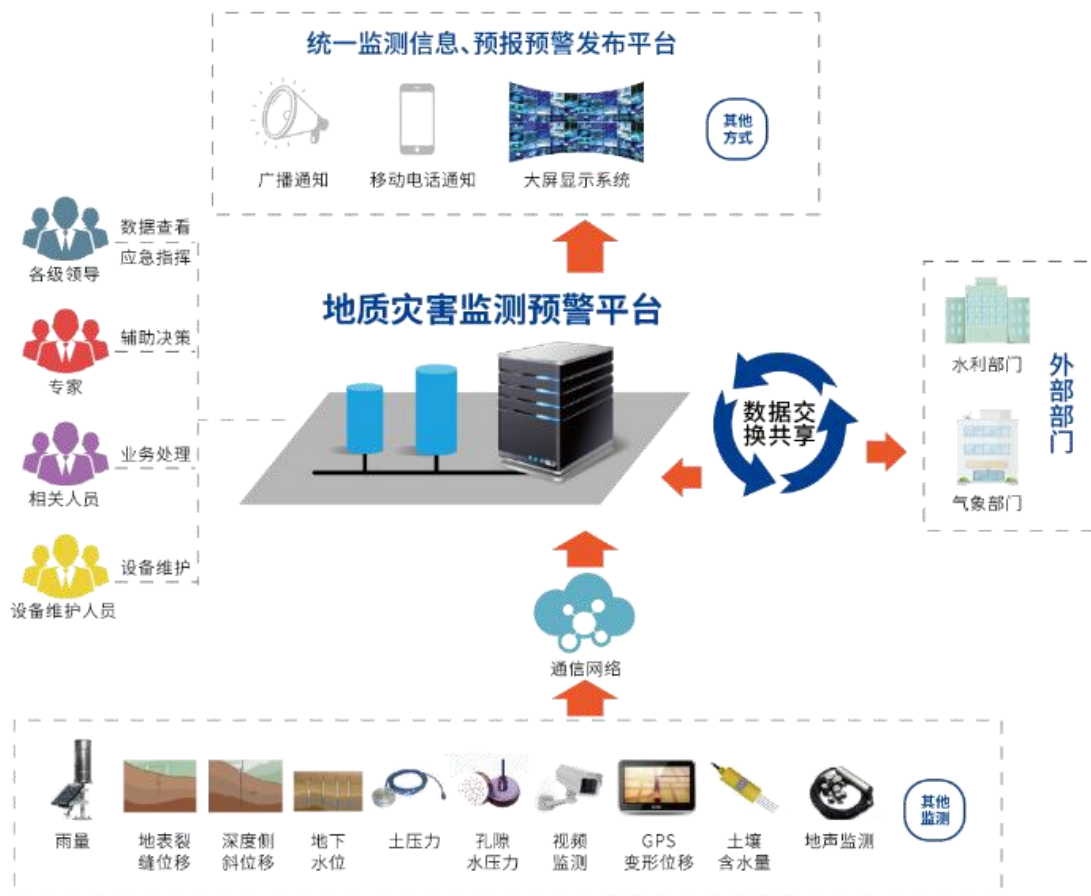 统一监测信息、预报预警发布平台
广播通知
移动电话通知
大屏显示系统
其他
方式
数据查看
应急指挥
各级领导
辅助决策
专家
业务处理
相关人员
设备维护
设备维护人员
地质灾害监测预警平台
数据交
换共享
水利部门
气象部门
外部部门
通信网络
雨量
地表裂
缝位移
深度侧
斜位移
地下
水位
土压力
孔隙
水压力
视频
监测
GPS
变形位移
土壤
含水量
地声监测
其他
监测